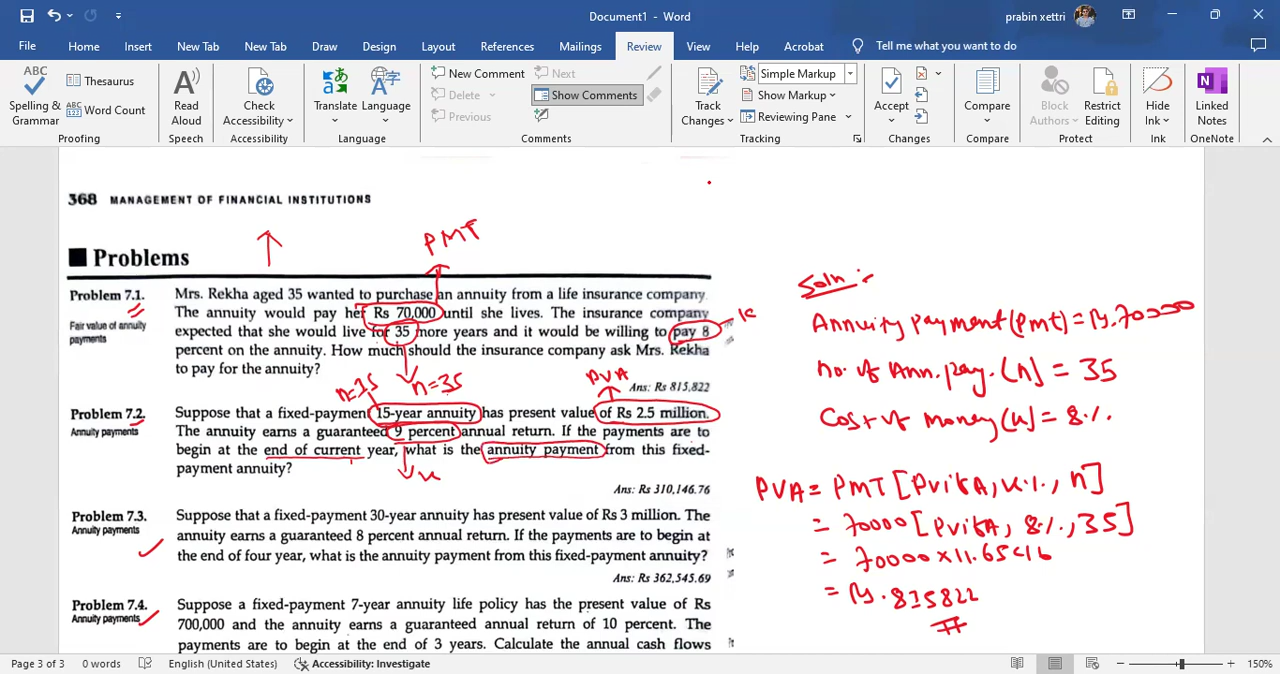 Document1 - Word
prabin xettri
File Home Insert New Tab New Tab Draw Design Layout References Mailings Review View Help Acrobat Tell me what you want to do
ABC
Spelling & Grammar
Thesaurus
ABC 123 Word Count
Proofing
Read Aloud
Speech
Check Accessibility
Accessibility
Translate
Language
Language
New Comment
Delete
Previous
Next
Show Comments
Comments
Track Changes
Simple Markup
Show Markup
Reviewing Pane
Tracking
Accept
Changes
Compare
Compare
Block Authors
Restrict Editing
Protect
Hide Ink
Ink
Linked Notes
OneNote
368 MANAGEMENT OF FINANCIAL INSTITUTIONS
PMT
Problems
Problem 7.1.
Fair value of annuity payments
Mrs. Rekha aged 35 wanted to purchase an annuity from a life insurance company.
The annuity would pay her Rs 70,000 until she lives. The insurance company
expected that she would live for 35 more years and it would be willing to pay 8
percent on the annuity. How much should the insurance company ask Mrs. Rekha
to pay for the annuity?
K
n=35
Ans: Rs 815,822
n=15
PVA
Problem 7.2.
Annuity payments
Suppose that a fixed-payment 15-year annuity has present value of Rs 2.5 million.
The annuity earns a guaranteed 9 percent annual return. If the payments are to
begin at the end of current year, what is the annuity payment from this fixed-
payment annuity?
K
Ans: Rs 310,146.76
Problem 7.3.
Annuity payments
Suppose that a fixed-payment 30-year annuity has present value of Rs 3 million. The
annuity earns a guaranteed 8 percent annual return. If the payments are to begin at
the end of four year, what is the annuity payment from this fixed-payment annuity?
Ans: Rs 362,545.69
Problem 7.4.
Annuity payments
Suppose a fixed-payment 7-year annuity life policy has the present value of Rs
700,000 and the annuity earns a guaranteed annual return of 10 percent. The
payments are to begin at the end of 3 years. Calculate the annual cash flows
Soln :-
Annuity payment (pmt) = Rs. 70000
no. of Ann. pay. (n) = 35
Cost of money (k) = 8%
PVA = PMT [PvifA, k%, n]
= 70000 [PvifA, 8%, 35]
= 70000 × 11.6546
= Rs. 815822
Page 3 of 3 0 words English (United States) Accessibility: Investigate 150%